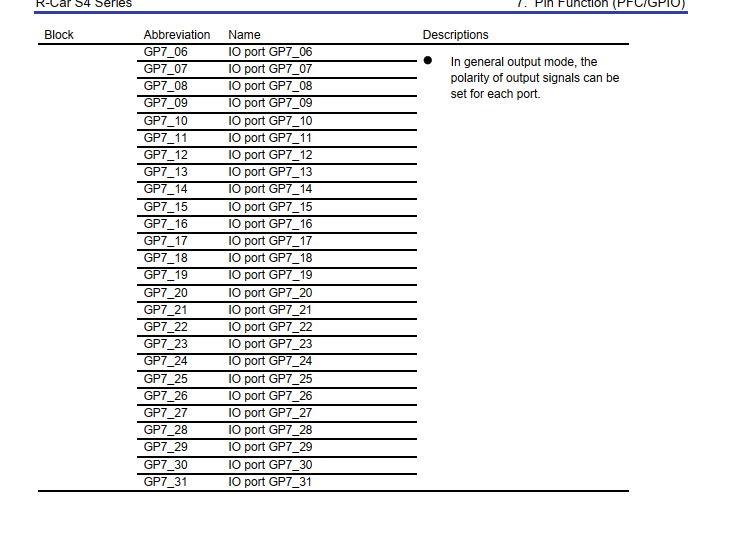 R-Car S4 Series 7. Pin Function (PFC/GPIO)
Block Abbreviation Name Descriptions
GP7_06 IO port GP7_06
GP7_07 IO port GP7_07
GP7_08 IO port GP7_08
GP7_09 IO port GP7_09
GP7_10 IO port GP7_10
GP7_11 IO port GP7_11
GP7_12 IO port GP7_12
GP7_13 IO port GP7_13
GP7_14 IO port GP7_14
GP7_15 IO port GP7_15
GP7_16 IO port GP7_16
GP7_17 IO port GP7_17
GP7_18 IO port GP7_18
GP7_19 IO port GP7_19
GP7_20 IO port GP7_20
GP7_21 IO port GP7_21
GP7_22 IO port GP7_22
GP7_23 IO port GP7_23
GP7_24 IO port GP7_24
GP7_25 IO port GP7_25
GP7_26 IO port GP7_26
GP7_27 IO port GP7_27
GP7_28 IO port GP7_28
GP7_29 IO port GP7_29
GP7_30 IO port GP7_30
GP7_31 IO port GP7_31
● In general output mode, the
polarity of output signals can be
set for each port.